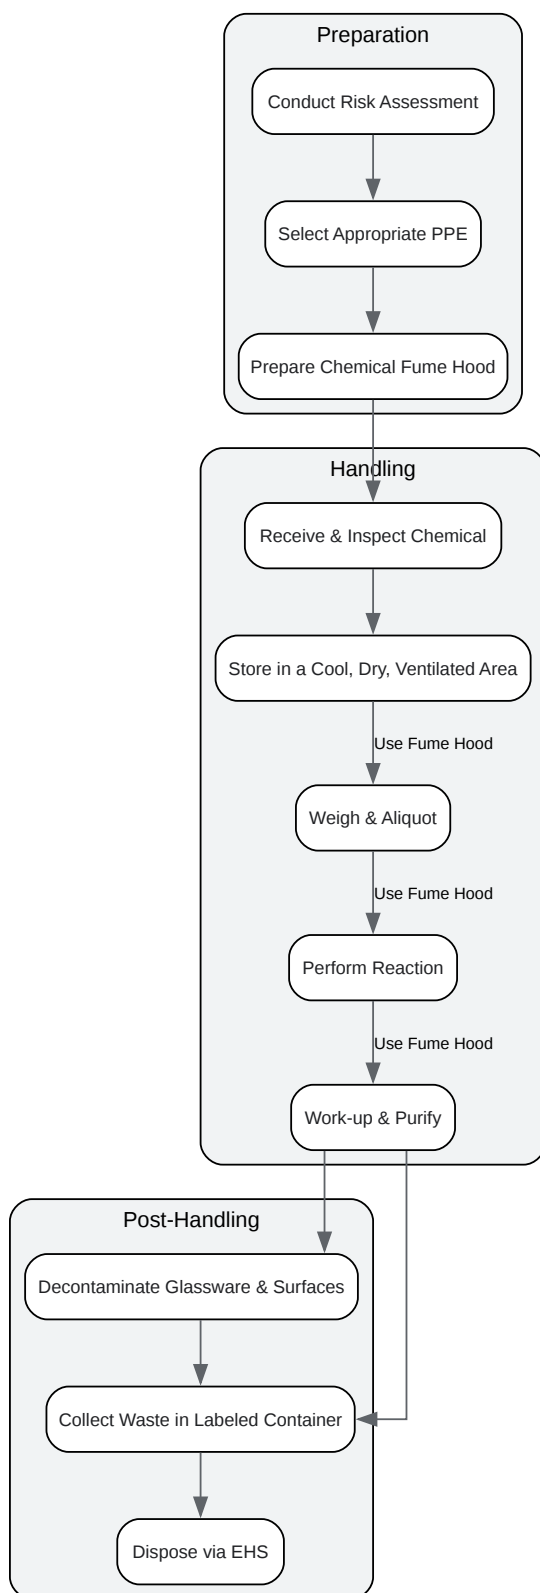 Preparation
Conduct Risk Assessment
Select Appropriate PPE
Prepare Chemical Fume Hood
Handling
Receive & Inspect Chemical
Store in a Cool, Dry, Ventilated Area
Use Fume Hood
Weigh & Aliquot
Use Fume Hood
Perform Reaction
Use Fume Hood
Work-up & Purify
Post-Handling
Decontaminate Glassware & Surfaces
Collect Waste in Labeled Container
Dispose via EHS